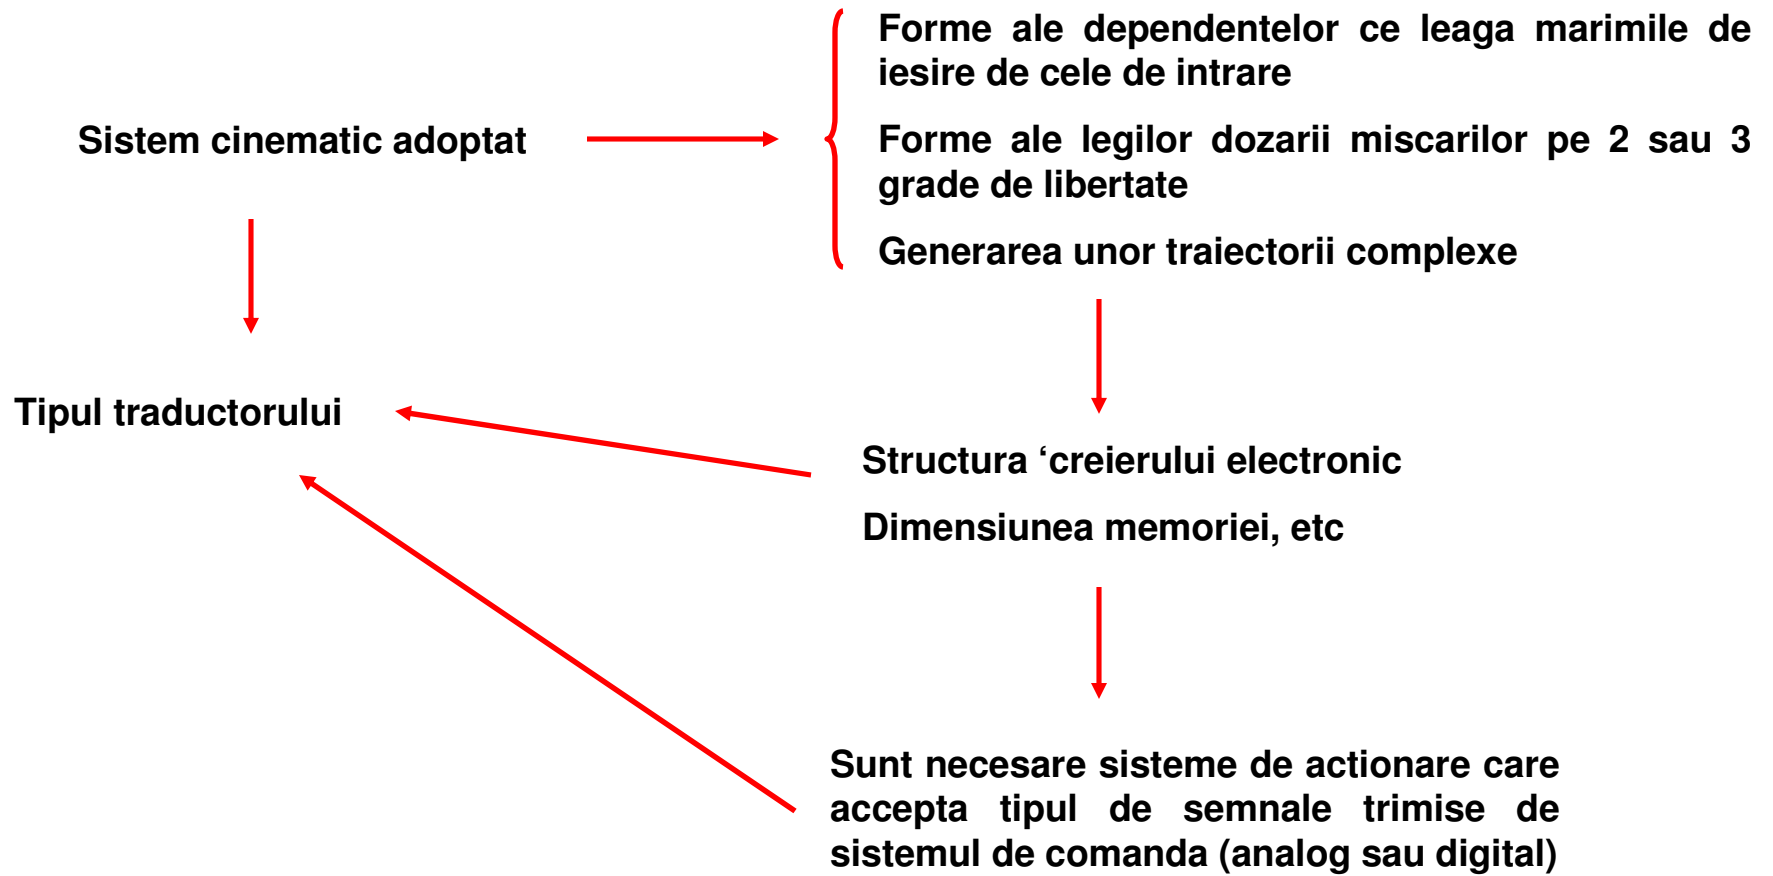 Forme ale dependentelor ce leaga marimile de
iesire de cele de intrare
Sistem cinematic adoptat
Forme ale legilor dozarii miscarilor pe 2 sau 3
grade de libertate
Generarea unor traiectorii complexe
Tipul traductorului
Structura ‘creierului electronic
Dimensiunea memoriei, etc
Sunt necesare sisteme de actionare care
accepta tipul de semnale trimise de
sistemul de comanda (analog sau digital)